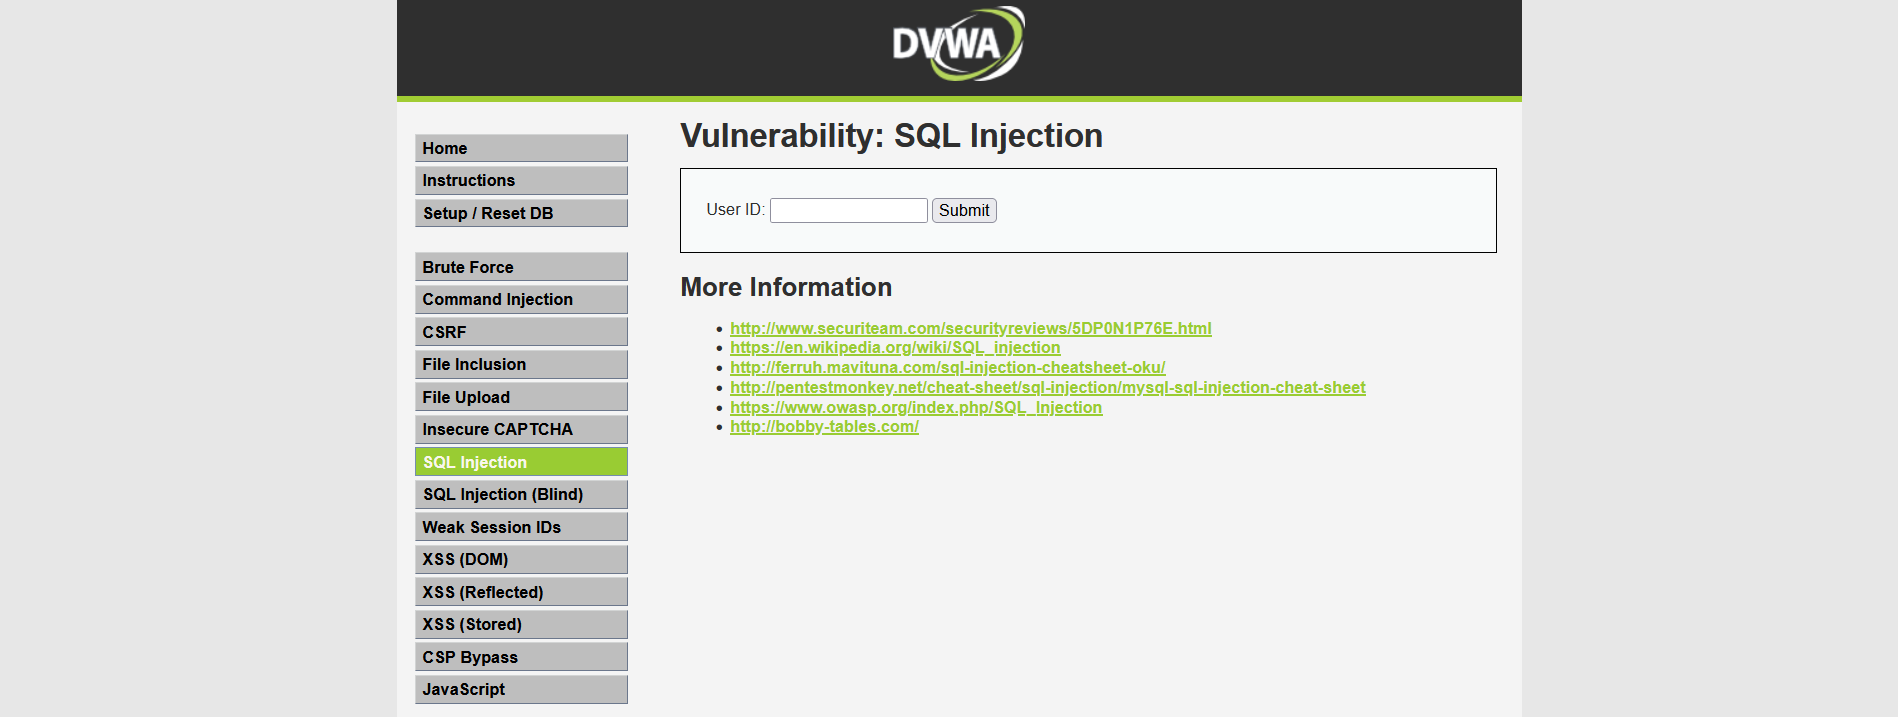 DVWA
Home
Instructions
Setup / Reset DB
Brute Force
Command Injection
CSRF
File Inclusion
File Upload
Insecure CAPTCHA
SQL Injection
SQL Injection (Blind)
Weak Session IDs
XSS (DOM)
XSS (Reflected)
XSS (Stored)
CSP Bypass
JavaScript
Vulnerability: SQL Injection
User ID: Submit
More Information
http://www.securiteam.com/securityreviews/5DP0N1P76E.html
https://en.wikipedia.org/wiki/SQL_injection
http://ferruh.mavituna.com/sql-injection-cheatsheet-oku/
http://pentestmonkey.net/cheat-sheet/sql-injection/mysql-sql-injection-cheat-sheet
https://www.owasp.org/index.php/SQL_Injection
http://bobby-tables.com/